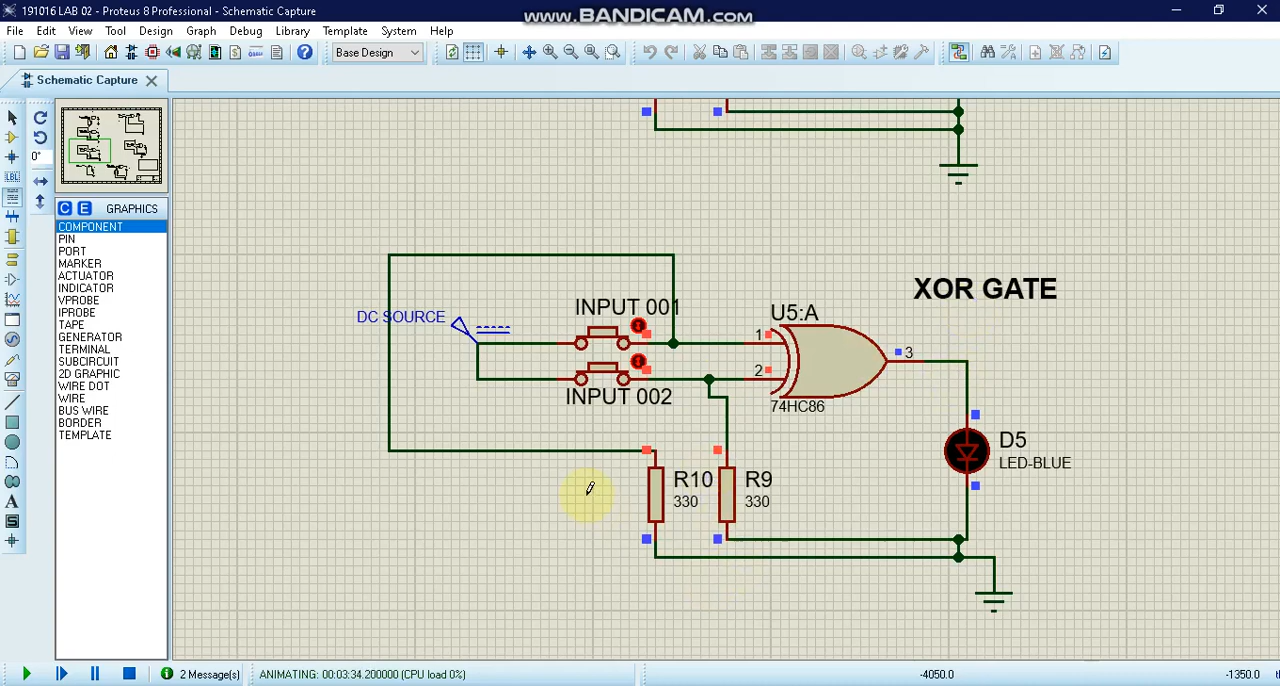 191016 LAB 02 - Proteus 8 Professional - Schematic Capture
www.BANDICAM.com
File Edit View Tool Design Graph Debug Library Template System Help
Base Design
Schematic Capture
0°
LBL
C E GRAPHICS
COMPONENT
PIN
PORT
MARKER
ACTUATOR
INDICATOR
VPROBE
IPROBE
TAPE
GENERATOR
TERMINAL
SUBCIRCUIT
2D GRAPHIC
WIRE DOT
WIRE
BUS WIRE
BORDER
TEMPLATE
A
S
XOR GATE
DC SOURCE
INPUT 001
INPUT 002
U5:A
1
2
3
74HC86
D5
LED-BLUE
R10
330
R9
330
2 Message(s)
ANIMATING: 00:03:34.200000 (CPU load 0%)
-4050.0
-1350.0